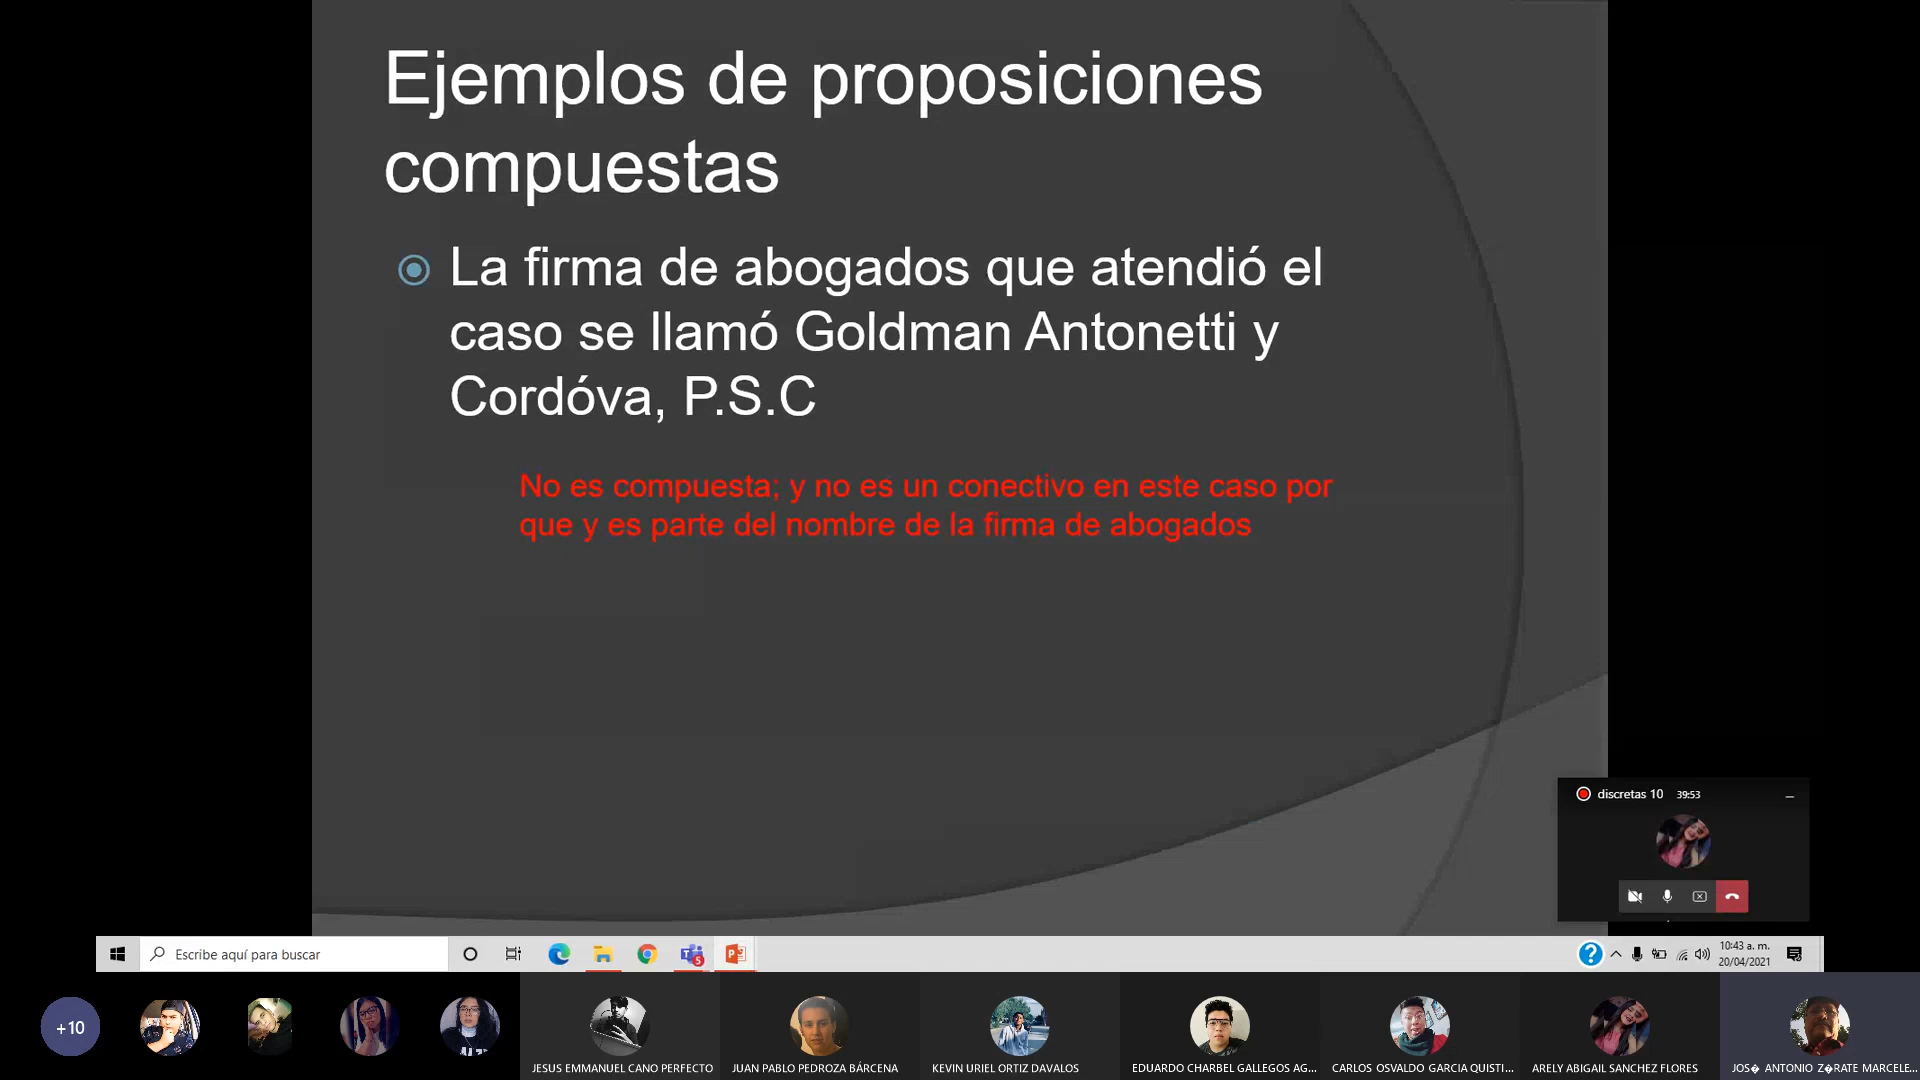 Ejemplos de proposiciones
compuestas
La firma de abogados que atendió el
caso se llamó Goldman Antonetti y
Cordóva, P.S.C
No es compuesta; y no es un conectivo en este caso por
que y es parte del nombre de la firma de abogados
discretas 10 39:53
Escribe aquí para buscar
10:43 a. m.
20/04/2021
+10
JESUS EMMANUEL CANO PERFECTO
JUAN PABLO PEDROZA BÁRCENA
KEVIN URIEL ORTIZ DAVALOS
EDUARDO CHARBEL GALLEGOS AG...
CARLOS OSVALDO GARCIA QUISTI...
ARELY ABIGAIL SANCHEZ FLORES
JOS� ANTONIO Z�RATE MARCELE...